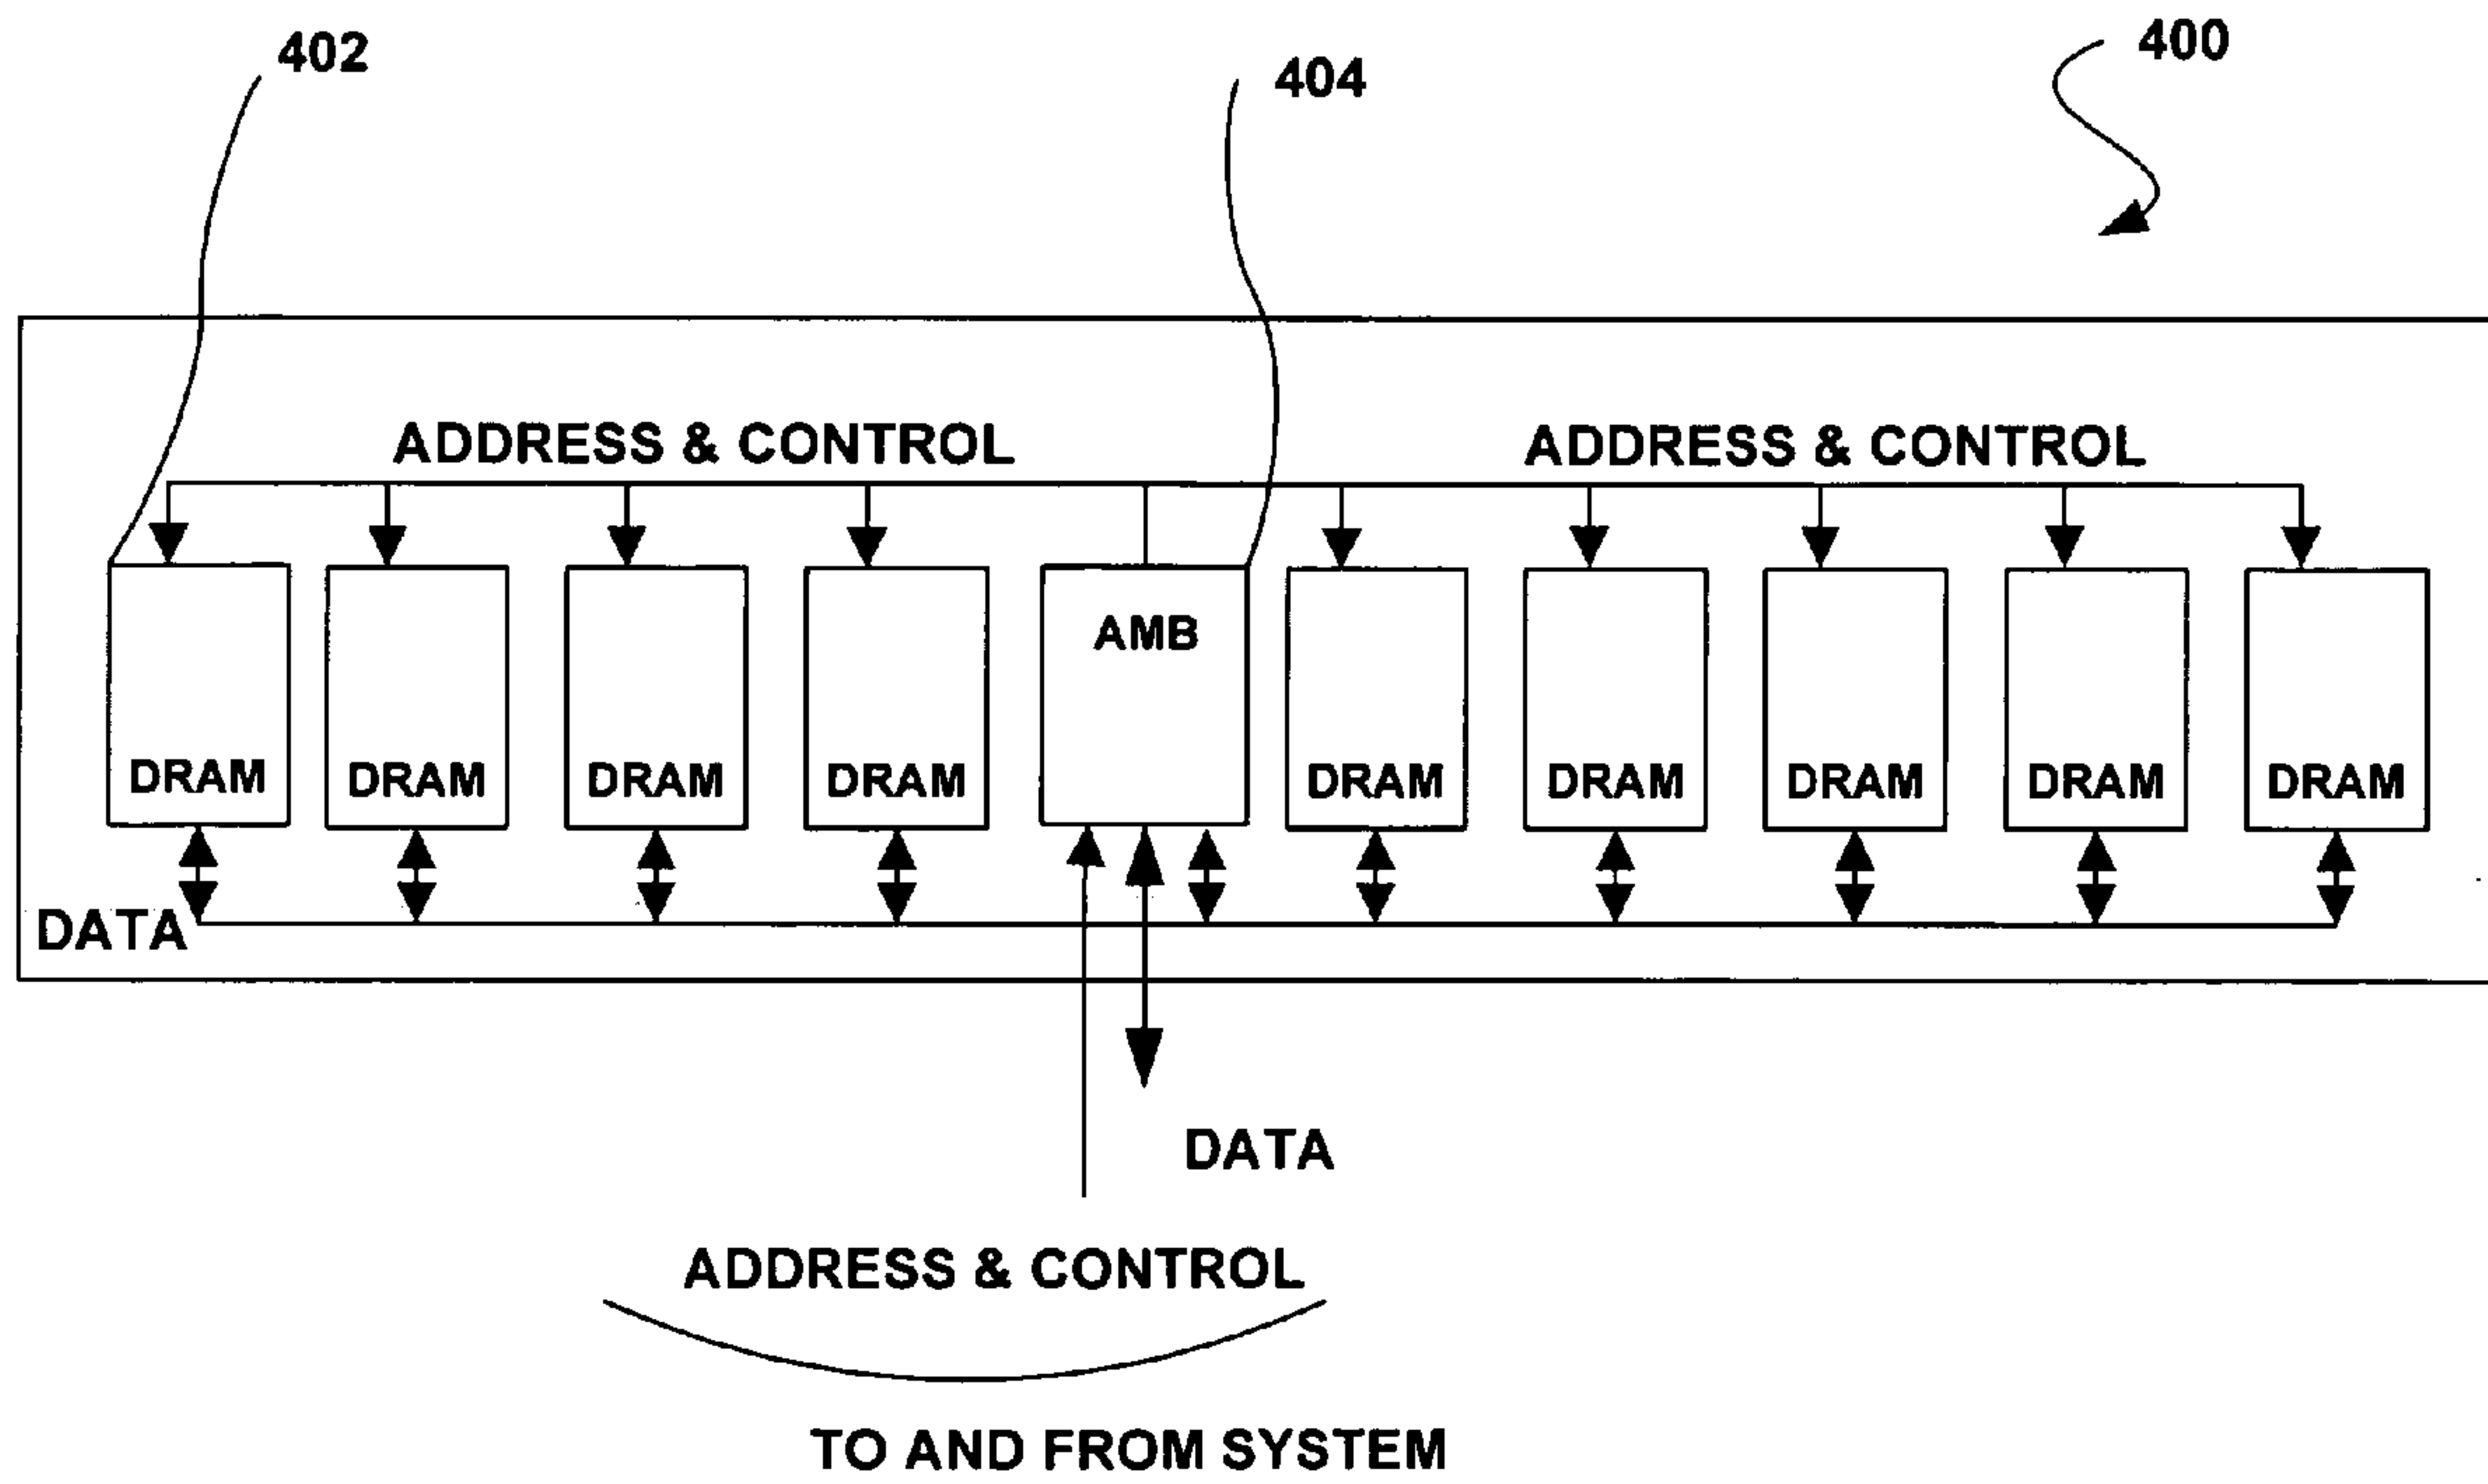 402
404
400
ADDRESS & CONTROL
ADDRESS & CONTROL
AMB
DRAM DRAM DRAM DRAM DRAM DRAM DRAM DRAM DRAM
DATA
DATA
ADDRESS & CONTROL
TO AND FROM SYSTEM